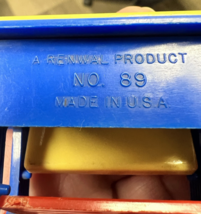 A RENWAL PRODUCT
NO. 89
MADE IN U.S.A